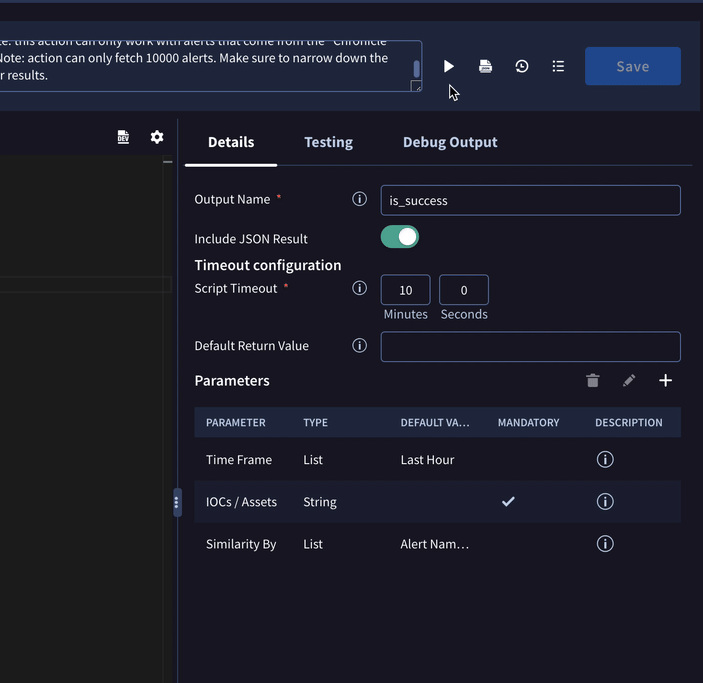 te: this action can only work with alerts that come from the "Chronicle
Note: action can only fetch 10000 alerts. Make sure to narrow down the
r results.
Save
DEV
Details
Testing
Debug Output
Output Name *
is_success
Include JSON Result
Timeout configuration
Script Timeout *
10
0
Minutes
Seconds
Default Return Value
Parameters
PARAMETER TYPE DEFAULT VA... MANDATORY DESCRIPTION
Time Frame List Last Hour
IOCs / Assets String
Similarity By List Alert Nam...